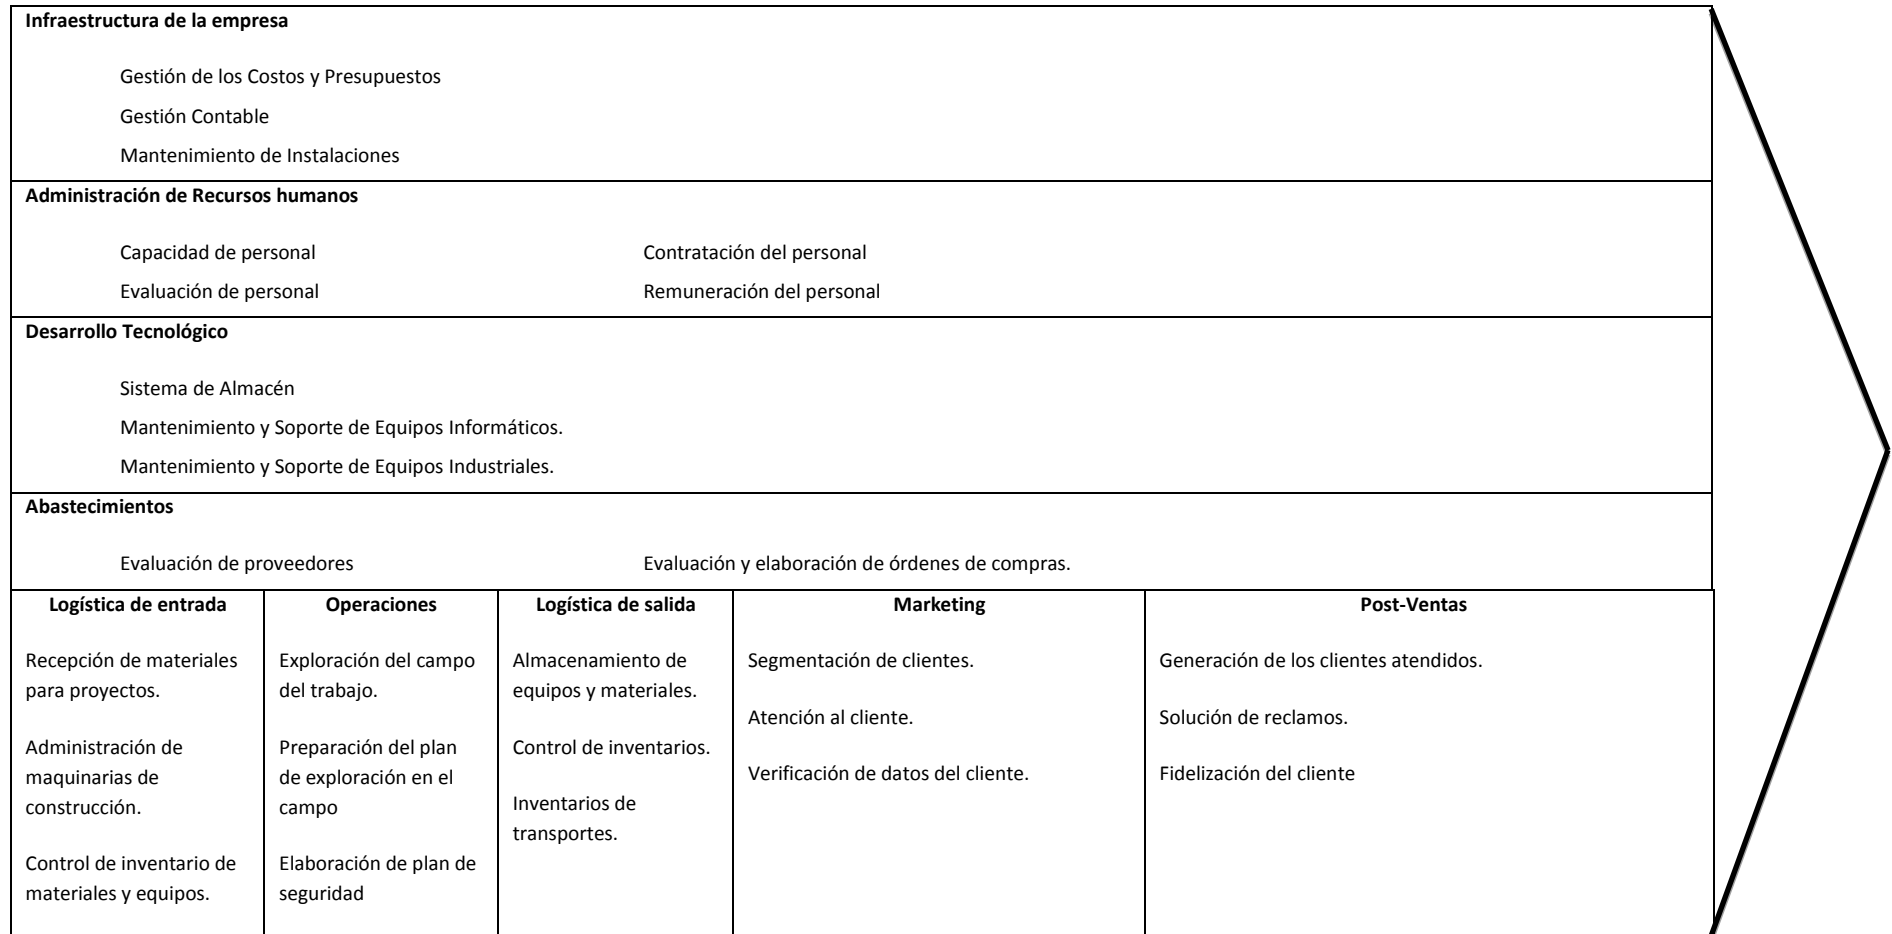 Infraestructura de la empresa
Gestión de los Costos y Presupuestos
Gestión Contable
Mantenimiento de Instalaciones
Administración de Recursos humanos
Capacidad de personal Contratación del personal
Evaluación de personal Remuneración del personal
Desarrollo Tecnológico
Sistema de Almacén
Mantenimiento y Soporte de Equipos Informáticos.
Mantenimiento y Soporte de Equipos Industriales.
Abastecimientos
Evaluación de proveedores Evaluación y elaboración de órdenes de compras.
Logística de entrada
Recepción de materiales
para proyectos.
Administración de
maquinarias de
construcción.
Control de inventario de
materiales y equipos.
Operaciones
Exploración del campo
del trabajo.
Preparación del plan
de exploración en el
campo
Elaboración de plan de
seguridad
Logística de salida
Almacenamiento de
equipos y materiales.
Control de inventarios.
Inventarios de
transportes.
Marketing
Segmentación de clientes.
Atención al cliente.
Verificación de datos del cliente.
Post-Ventas
Generación de los clientes atendidos.
Solución de reclamos.
Fidelización del cliente